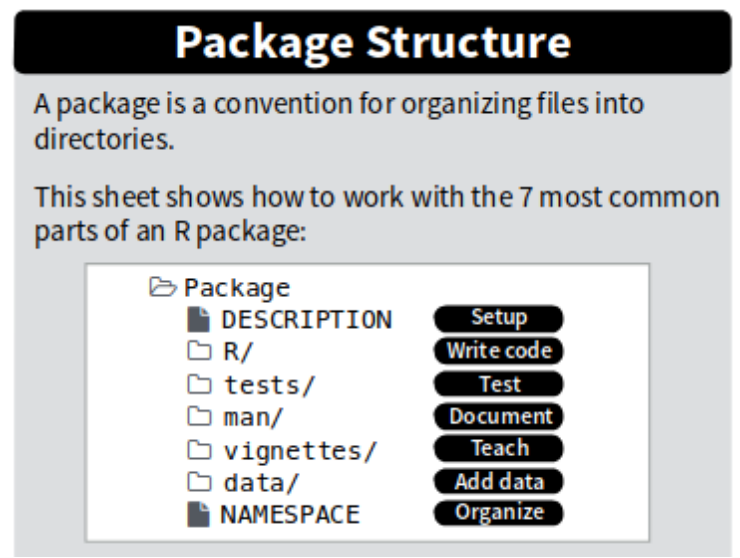 Package Structure
A package is a convention for organizing files into
directories.
This sheet shows how to work with the 7 most common
parts of an R package:
Package
DESCRIPTION Setup
R/ Write code
tests/ Test
man/ Document
vignettes/ Teach
data/ Add data
NAMESPACE Organize